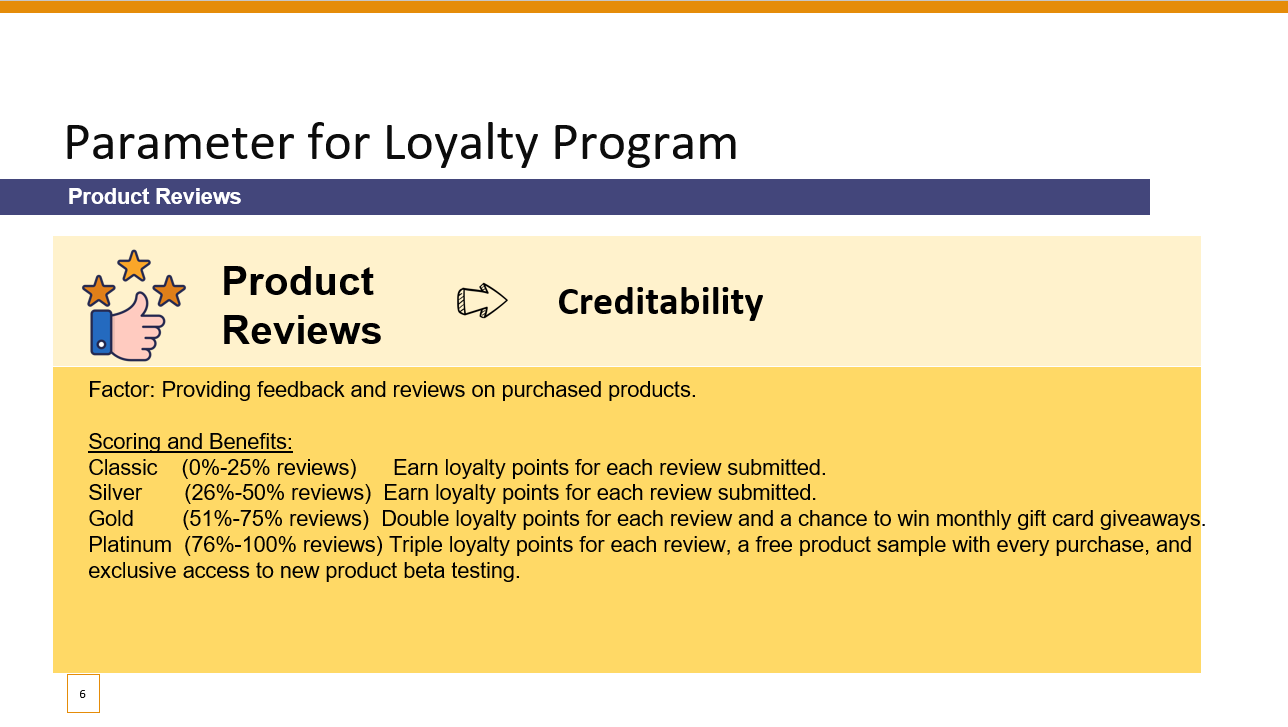 Parameter for Loyalty Program
Product Reviews
Product
Reviews
Creditability
Factor: Providing feedback and reviews on purchased products.
Scoring and Benefits:
Classic (0%-25% reviews) Earn loyalty points for each review submitted.
Silver (26%-50% reviews) Earn loyalty points for each review submitted.
Gold (51%-75% reviews) Double loyalty points for each review and a chance to win monthly gift card giveaways.
Platinum (76%-100% reviews) Triple loyalty points for each review, a free product sample with every purchase, and
exclusive access to new product beta testing.
6